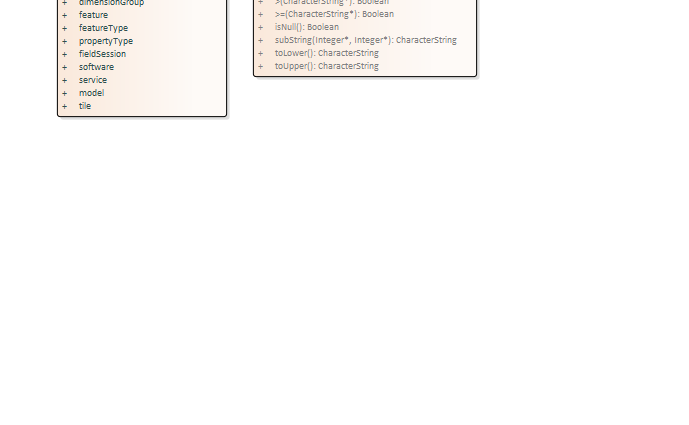 + dimensionGroup
+ feature
+ featureType
+ propertyType
+ fieldSession
+ software
+ service
+ model
+ tile
+ >(CharacterString*): Boolean
+ >=(CharacterString*): Boolean
+ isNull(): Boolean
+ subString(Integer*, Integer*): CharacterString
+ toLower(): CharacterString
+ toUpper(): CharacterString